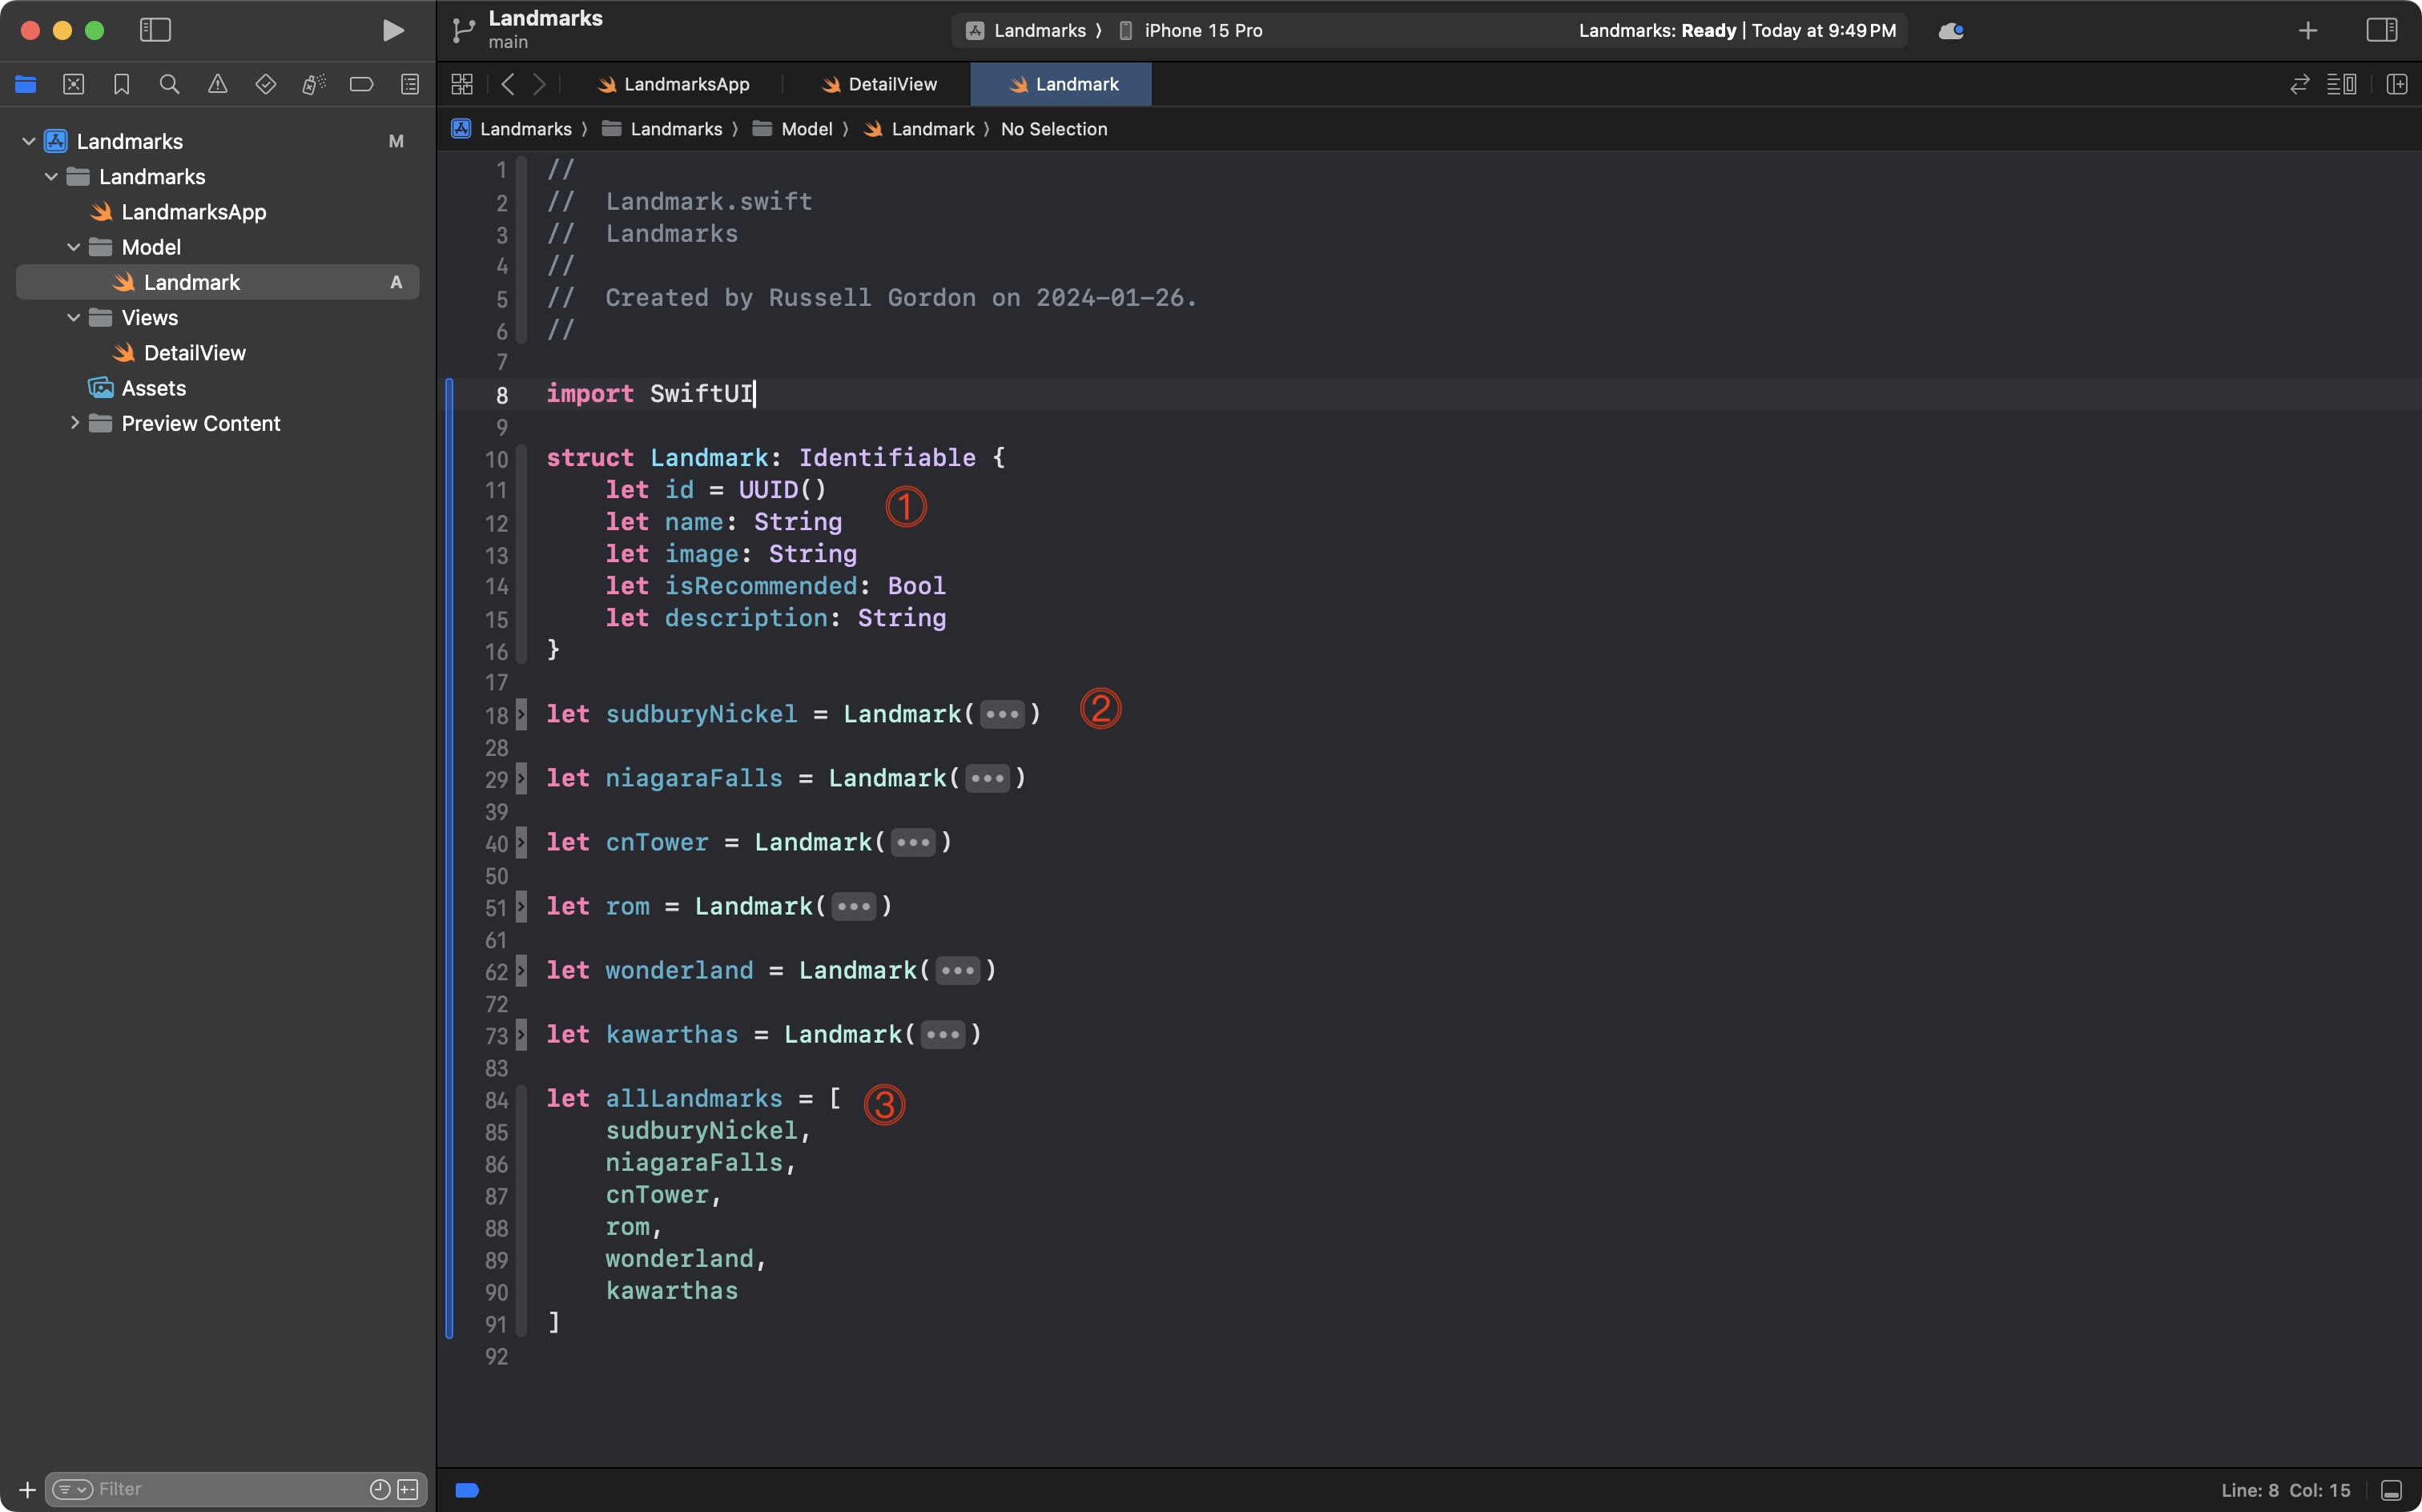 Landmarks
main
Landmarks ⟩ iPhone 15 Pro
Landmarks: Ready | Today at 9:49 PM
LandmarksApp
DetailView
Landmark
Landmarks ⟩ Landmarks ⟩ Model ⟩ Landmark ⟩ No Selection
Landmarks M
Landmarks
LandmarksApp
Model
Landmark A
Views
DetailView
Assets
Preview Content
Filter
1 //
2 //  Landmark.swift
3 //  Landmarks
4 //
5 //  Created by Russell Gordon on 2024-01-26.
6 //
7
8 import SwiftUI
9
10 struct Landmark: Identifiable {
11     let id = UUID() ①
12     let name: String
13     let image: String
14     let isRecommended: Bool
15     let description: String
16 }
17
18 let sudburyNickel = Landmark(•••) ②
28
29 let niagaraFalls = Landmark(•••)
39
40 let cnTower = Landmark(•••)
50
51 let rom = Landmark(•••)
61
62 let wonderland = Landmark(•••)
72
73 let kawarthas = Landmark(•••)
83
84 let allLandmarks = [ ③
85     sudburyNickel,
86     niagaraFalls,
87     cnTower,
88     rom,
89     wonderland,
90     kawarthas
91 ]
92
Line: 8 Col: 15